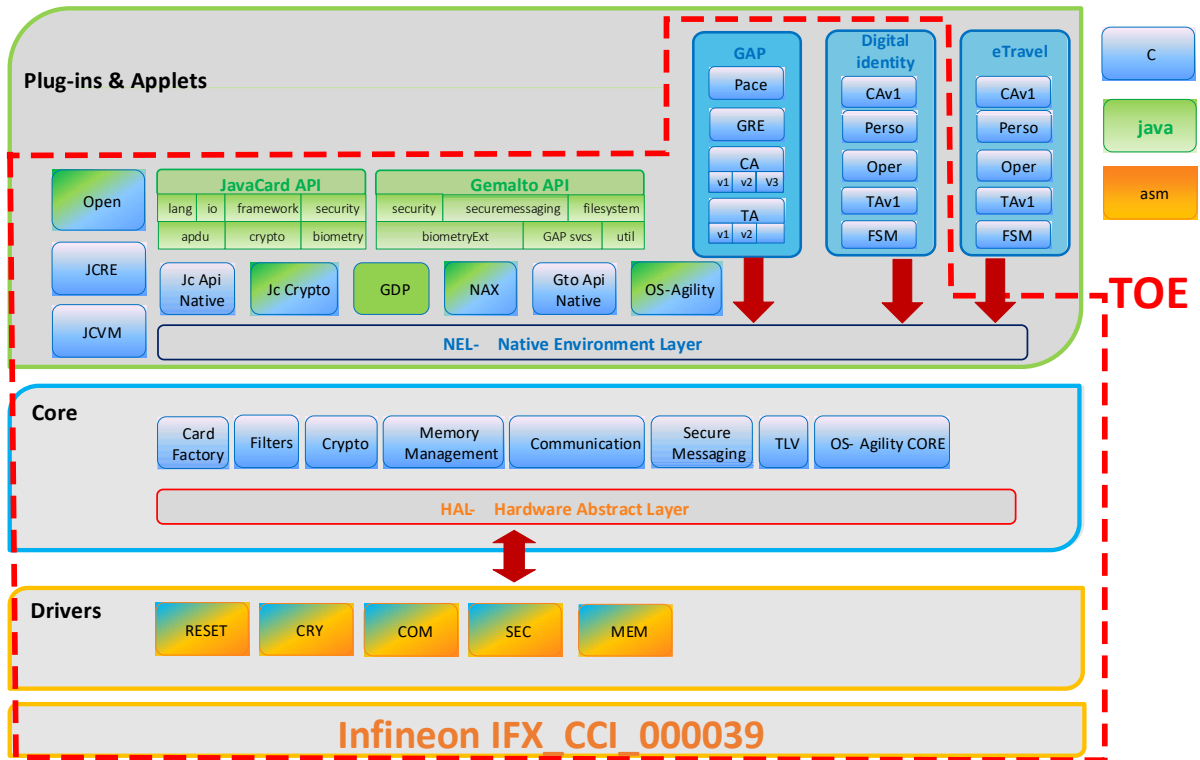 Plug-ins & Applets
GAP
Pace
GRE
CA
v1 v2 V3
TA
v1 v2
Digital
identity
CAv1
Perso
Oper
TAv1
FSM
eTravel
CAv1
Perso
Oper
TAv1
FSM
C
java
asm
Open
JCRE
JCVM
JavaCard API
lang io framework security
apdu crypto biometry
Gemalto API
security securemessaging filesystem
biometryExt GAP svcs util
Jc Api
Native
Jc Crypto
GDP
NAX
Gto Api
Native
OS-Agility
TOE
NEL- Native Environment Layer
Core
Card
Factory
Filters
Crypto
Memory
Management
Communication
Secure
Messaging
TLV
OS- Agility CORE
HAL- Hardware Abstract Layer
Drivers
RESET
CRY
COM
SEC
MEM
Infineon IFX_CCI_000039